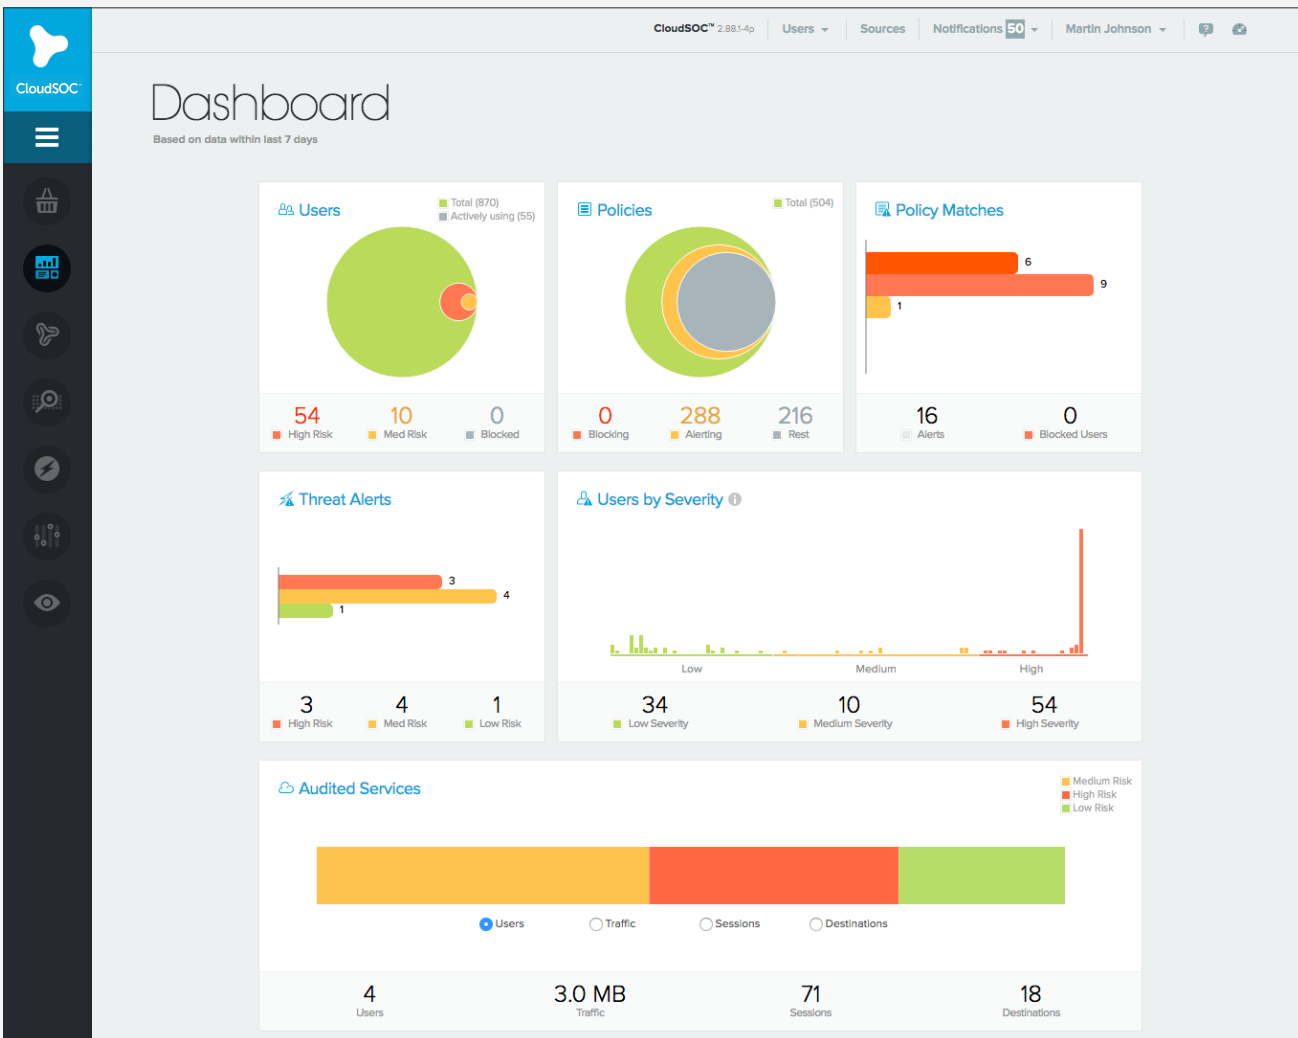 CloudSOC™ 2.88.1-4p Users Sources Notifications 50 Martin Johnson
CloudSOC™
Dashboard
Based on data within last 7 days
Users
Total (870)
Actively using (55)
54 10 0
High Risk Med Risk Blocked
Policies
Total (504)
0 288 216
Blocking Alerting Rest
Policy Matches
6
9
1
16 0
Alerts Blocked Users
Threat Alerts
3
4
1
3 4 1
High Risk Med Risk Low Risk
Users by Severity
Low Medium High
34 10 54
Low Severity Medium Severity High Severity
Audited Services
Medium Risk
High Risk
Low Risk
Users Traffic Sessions Destinations
4 3.0 MB 71 18
Users Traffic Sessions Destinations